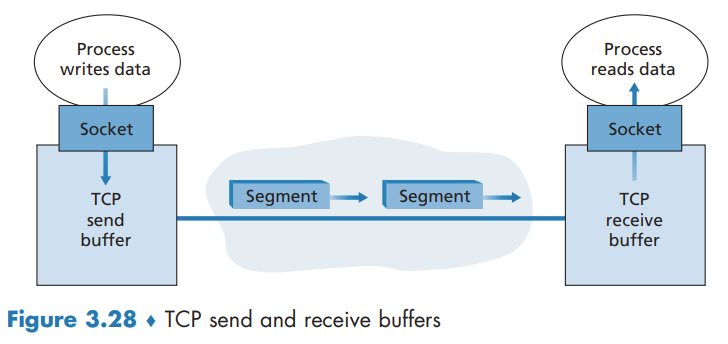 Process
writes data
Process
reads data
Socket
Socket
TCP
send
buffer
Segment
Segment
TCP
receive
buffer
Figure 3.28 ♦ TCP send and receive buffers